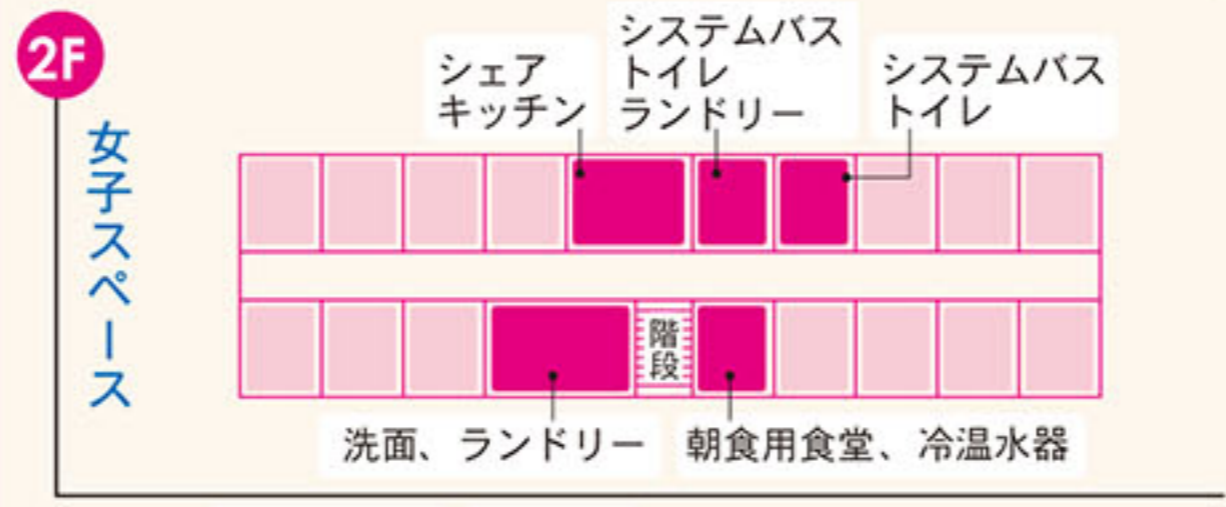 2F
女子スペース
シェア
キッチン
システムバス
トイレ
ランドリー
システムバス
トイレ
階段
洗面、ランドリー
朝食用食堂、冷温水器